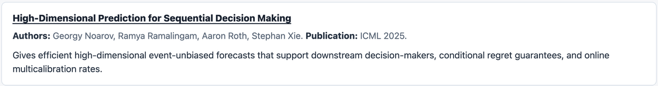 High-Dimensional Prediction for Sequential Decision Making
Authors: Georgy Noarov, Ramya Ramalingam, Aaron Roth, Stephan Xie. Publication: ICML 2025.
Gives efficient high-dimensional event-unbiased forecasts that support downstream decision-makers, conditional regret guarantees, and online
multicalibration rates.